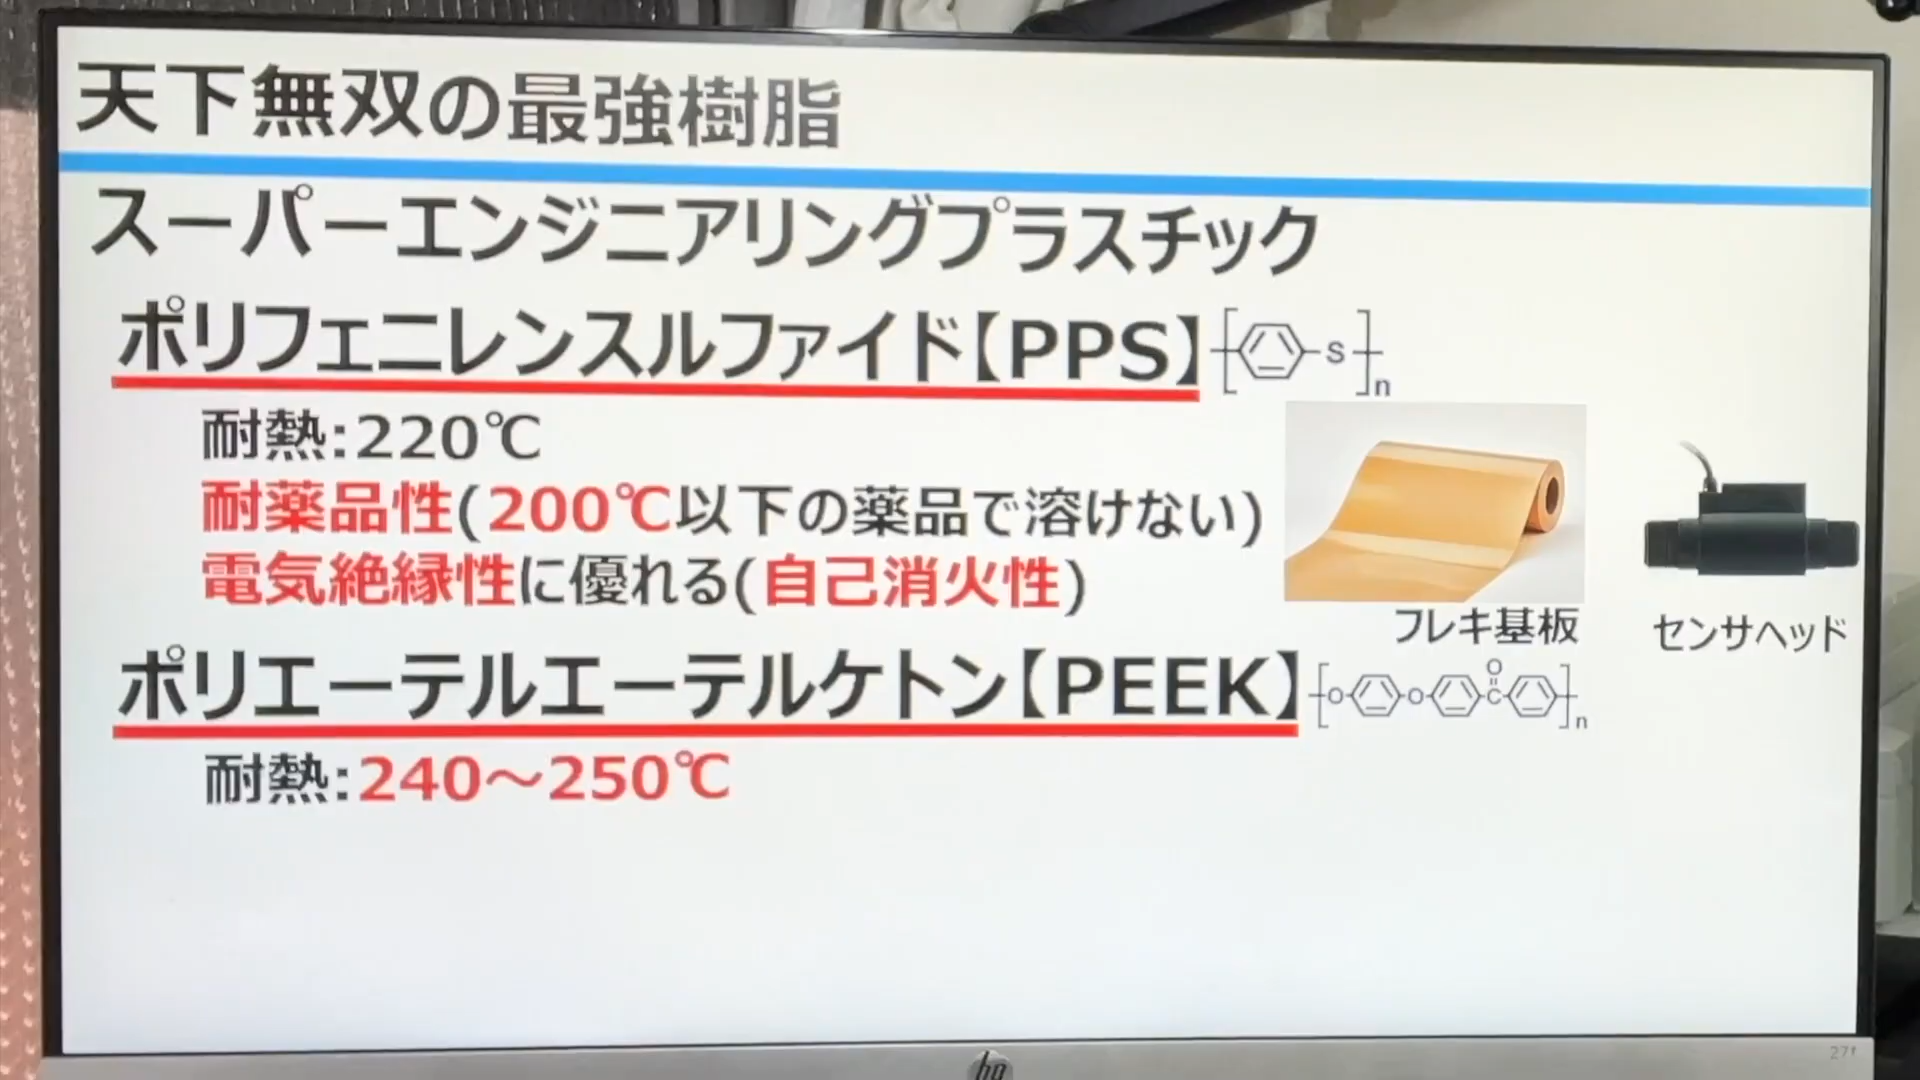 天下無双の最強樹脂
スーパーエンジニアリングプラスチック
ポリフェニレンスルファイド【PPS】
S
n
耐熱:220℃
耐薬品性(200℃以下の薬品で溶けない)
電気絶縁性に優れる(自己消火性)
フレキ基板
センサヘッド
ポリエーテルエーテルケトン【PEEK】
O O C O
n
耐熱:240～250℃
hp
27f